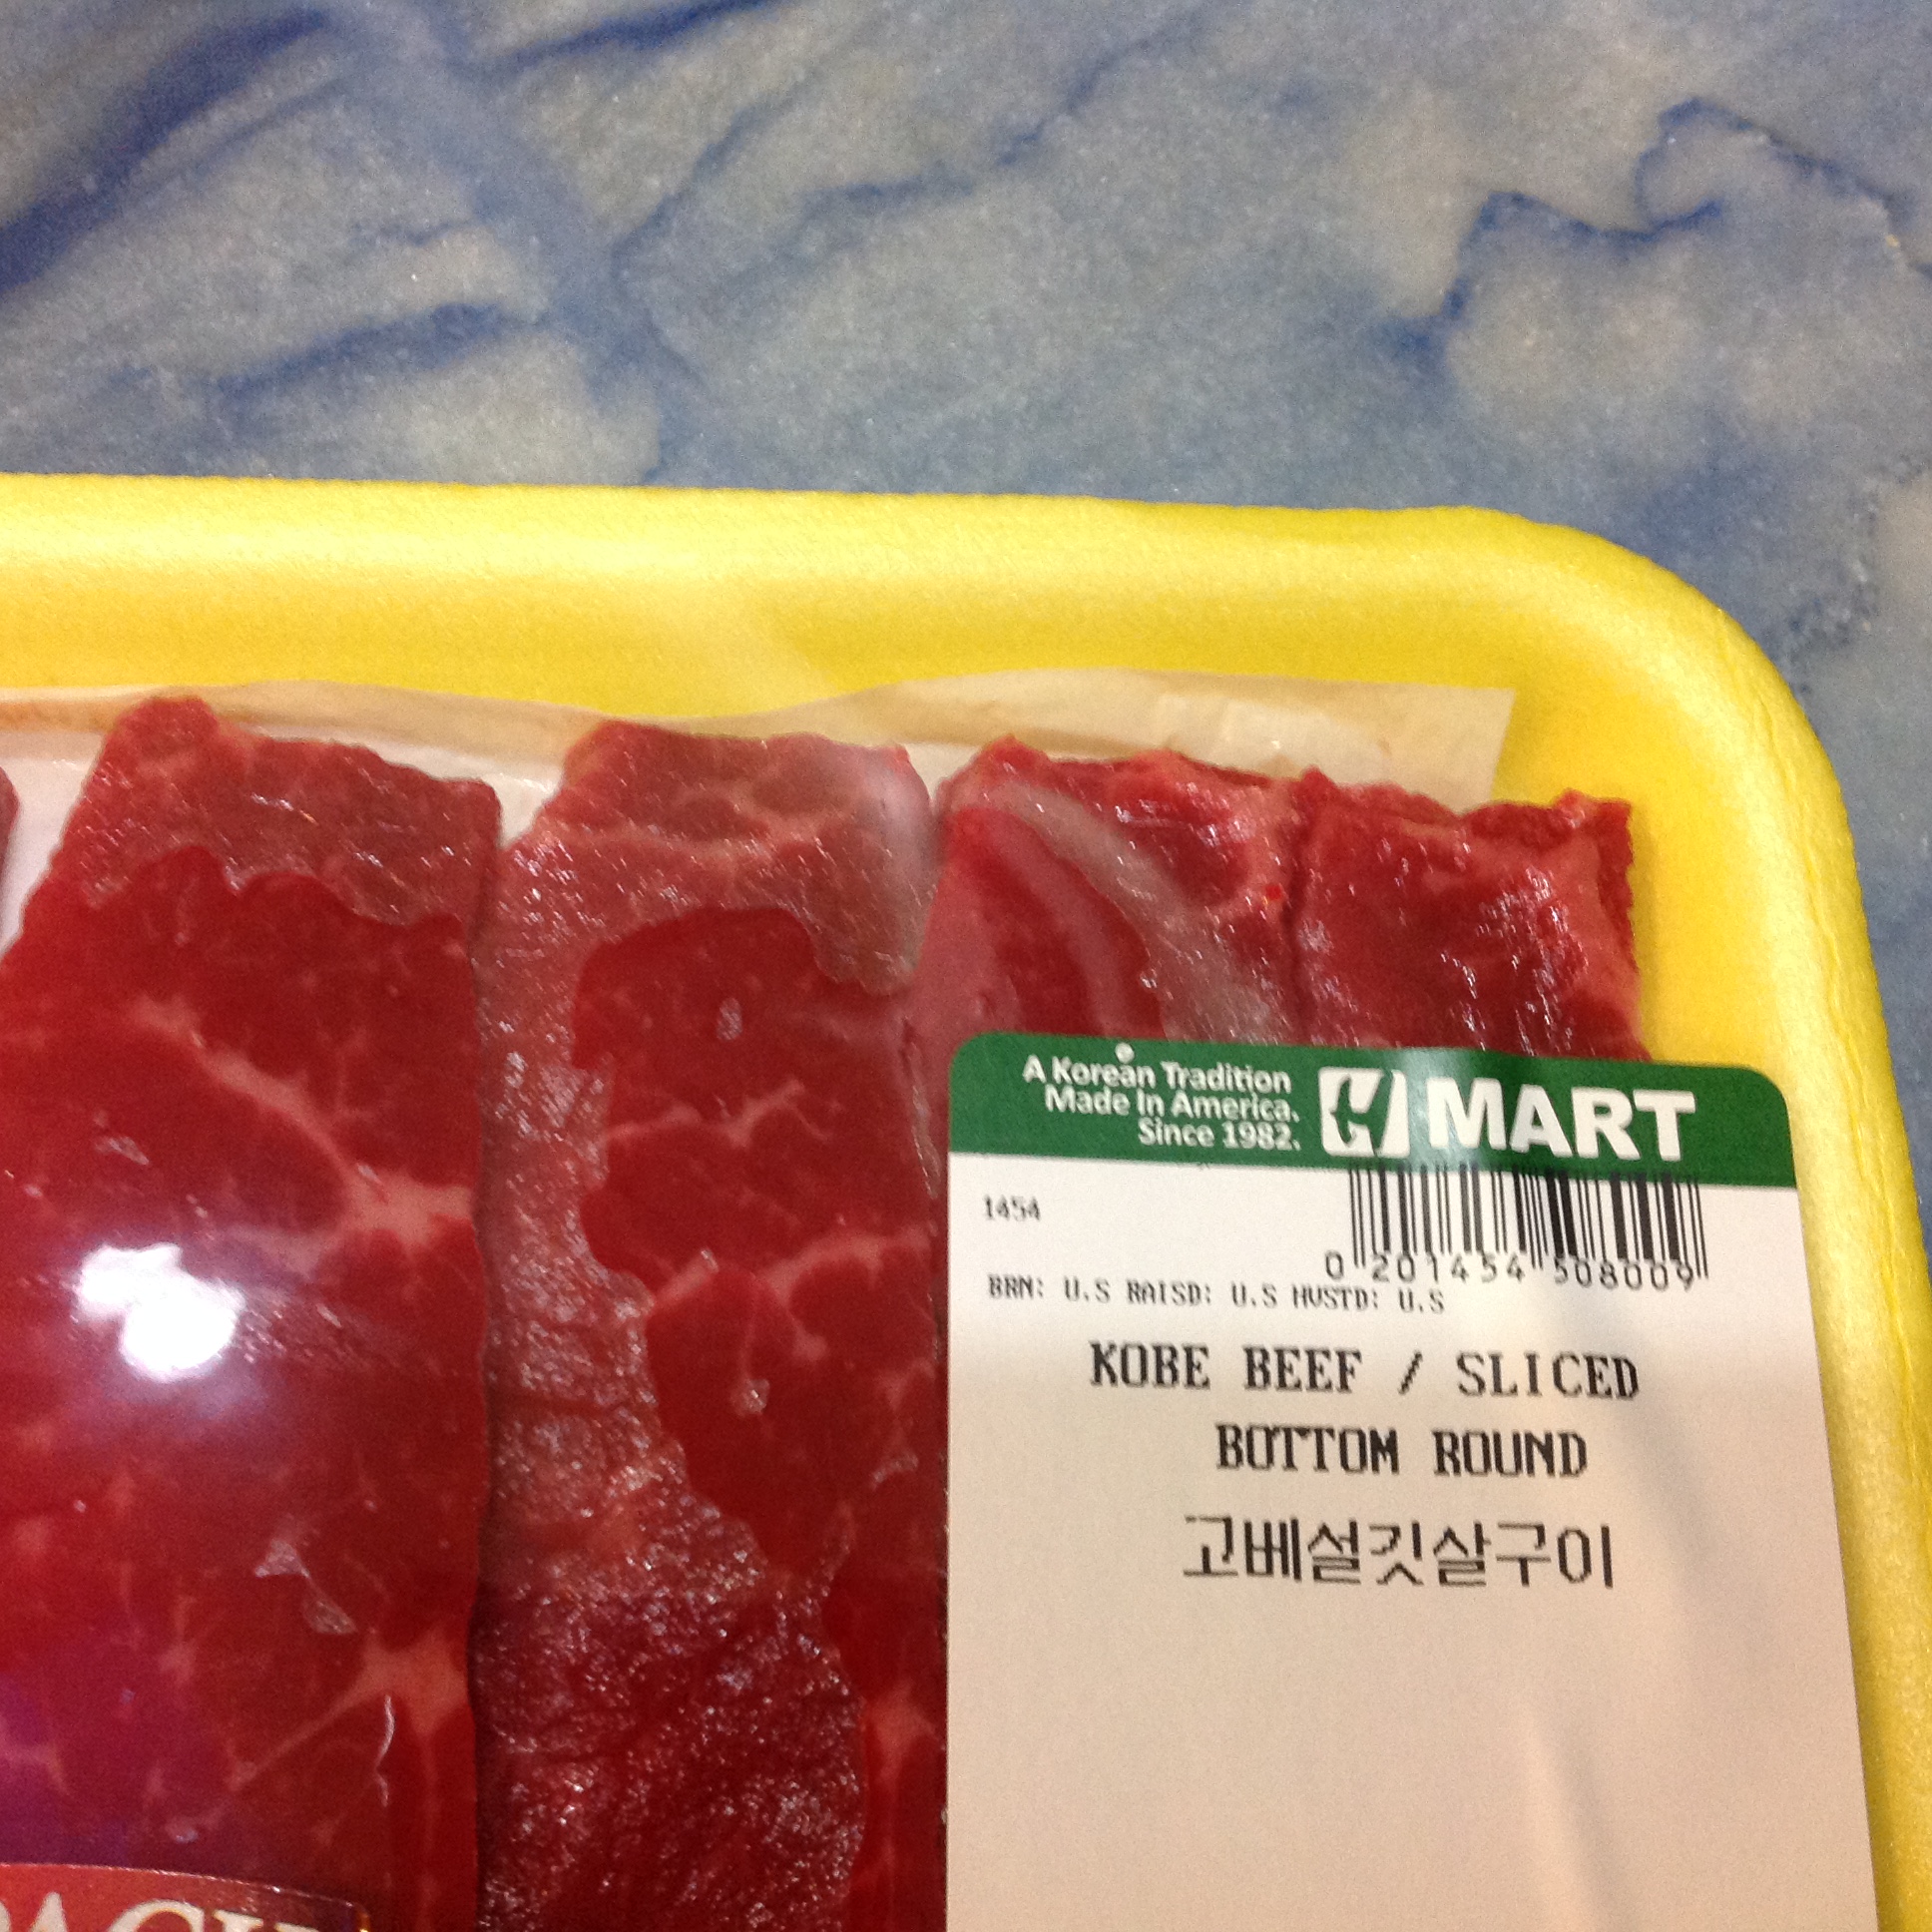 A Korean Tradition
Made In America.
Since 1982.
H MART
1454
0 201454 508009
BRN: U.S RAISD: U.S HVSTD: U.S
KOBE BEEF / SLICED
BOTTOM ROUND
고베설깃살구이